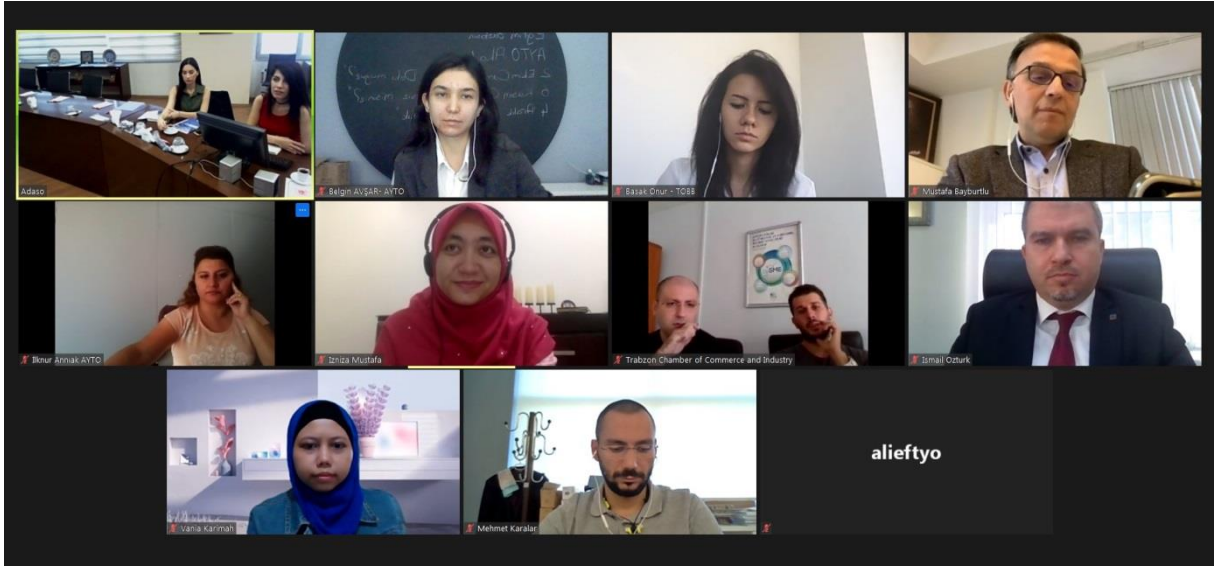 Adaso
Belgin AVŞAR- AYTO
Basak Onur - TOBB
Mustafa Bayburtlu
Ilknur Annıak AYTO
Izniza Mustafa
Trabzon Chamber of Commerce and Industry
Ismail Ozturk
Vania Karimah
Mehmet Karalar
alieftyo